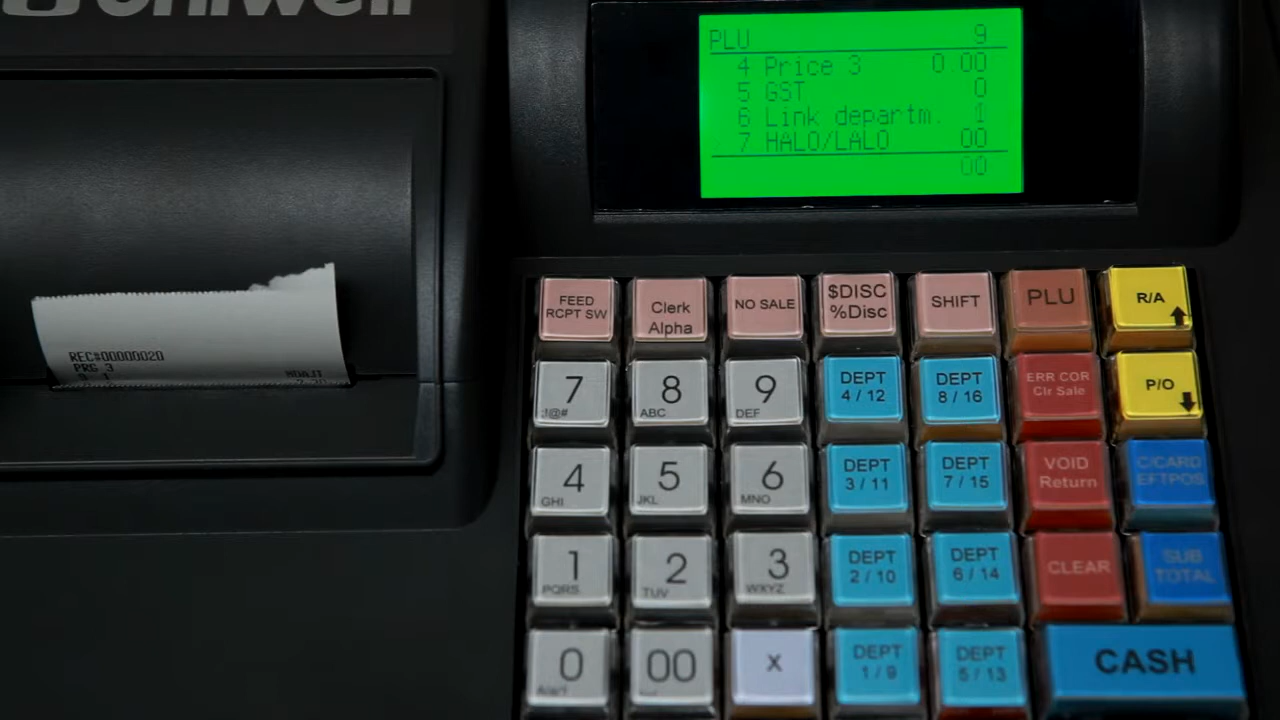 Uniwell
PLU 9
4 Price 3 0.00
5 GST 0
6 Link departm. 1
7 HALO/LALO 00
00
REC#00000020
PRG 3
FEED
RCPT SW
Clerk
Alpha
NO SALE
$DISC
%Disc
SHIFT
PLU
R/A
7
:!@#
8
ABC
9
DEF
DEPT
4 / 12
DEPT
8 / 16
ERR COR
Clr Sale
P/O
4
GHI
5
JKL
6
MNO
DEPT
3 / 11
DEPT
7 / 15
VOID
Return
C/CARD
EFTPOS
1
PQRS
2
TUV
3
WXYZ
DEPT
2 / 10
DEPT
6 / 14
CLEAR
SUB
TOTAL
0
00
X
DEPT
1 / 9
DEPT
5 / 13
CASH